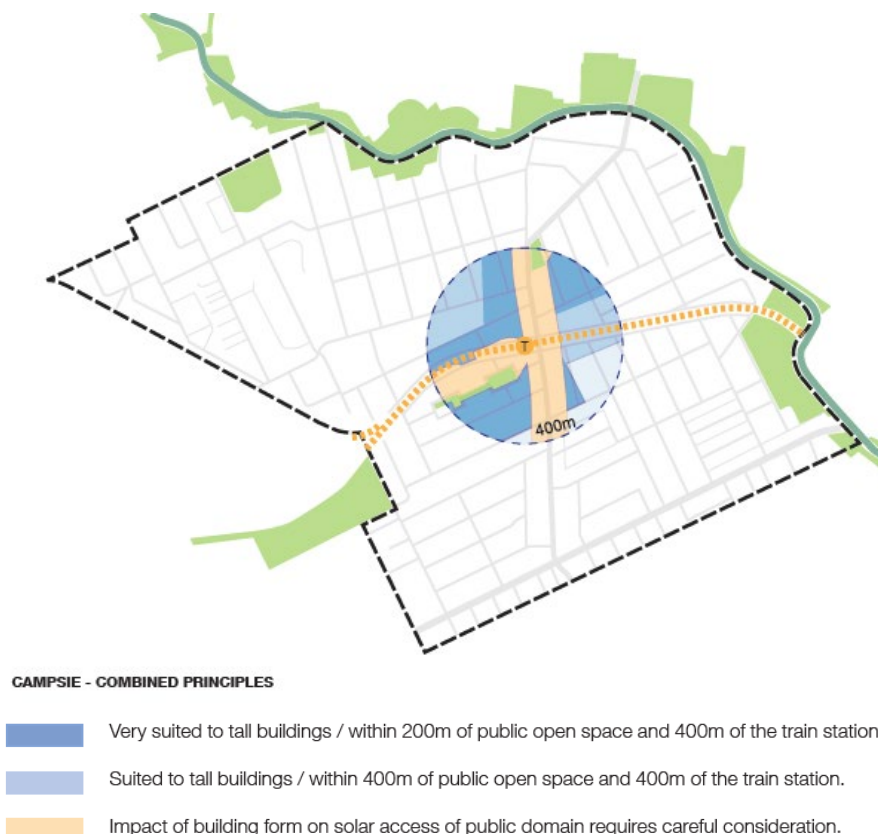 T
400m
CAMPSIE - COMBINED PRINCIPLES
Very suited to tall buildings / within 200m of public open space and 400m of the train station
Suited to tall buildings / within 400m of public open space and 400m of the train station.
Impact of building form on solar access of public domain requires careful consideration.